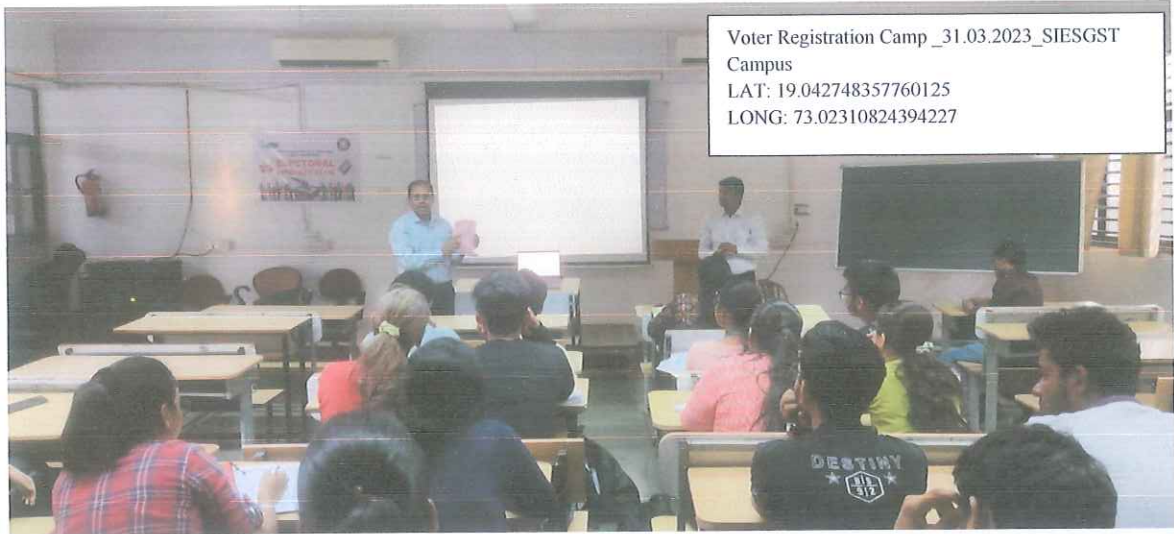 Voter Registration Camp _31.03.2023_SIESGST
Campus
LAT: 19.042748357760125
LONG: 73.02310824394227
ELECTORAL
DESTINY